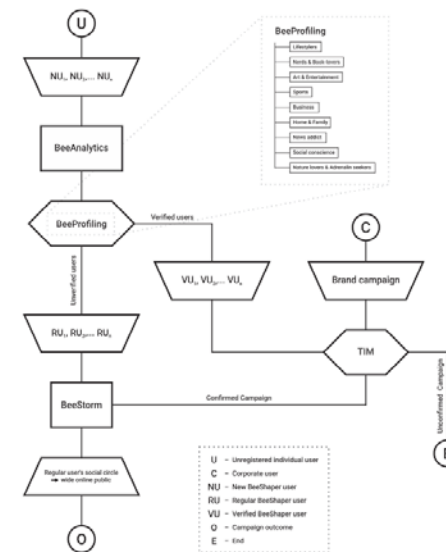 U
NU₁, NU₂,... NUₙ
BeeAnalytics
BeeProfiling
BeeProfiling
Lifestylers
Nerds & Book lovers
Art & Entertainment
Sports
Business
Home & Family
News addict
Social conscience
Nature lovers & Adrenalin seekers
Verified users
Unverified users
VU₁, VU₂,... VUₙ
C
Brand campaign
TIM
RU₁, RU₂,... RUₙ
BeeStorm
Confirmed Campaign
Unconfirmed Campaign
E
Regular user's social circle
➞ wide online public
O
U – Unregistered individual user
C – Corporate user
NU – New BeeShaper user
RU – Regular BeeShaper user
VU – Verified BeeShaper user
O – Campaign outcome
E – End